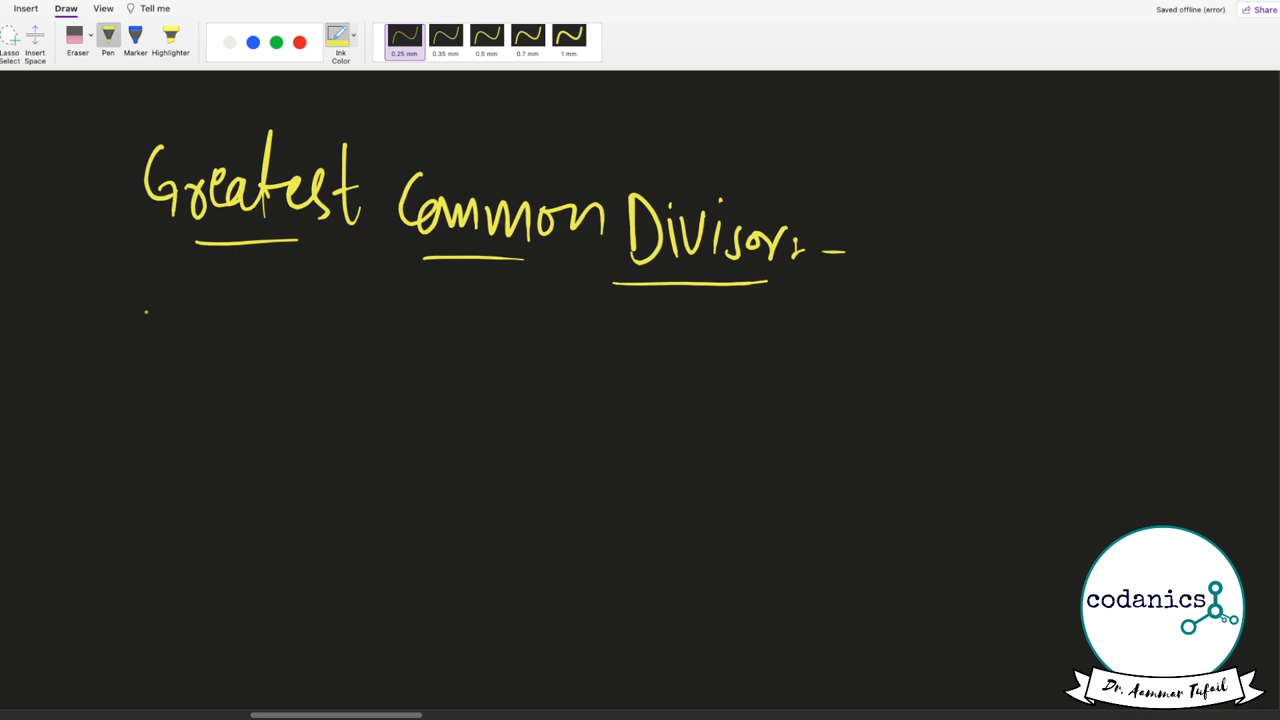 Insert Draw View Tell me Saved offline (error) Share
Lasso Select Insert Space Eraser Pen Marker Highlighter Ink Color 0.25 mm 0.35 mm 0.5 mm 0.7 mm 1 mm
Greatest Common Divisor: -
codanics
Dr. Aammar Tufail